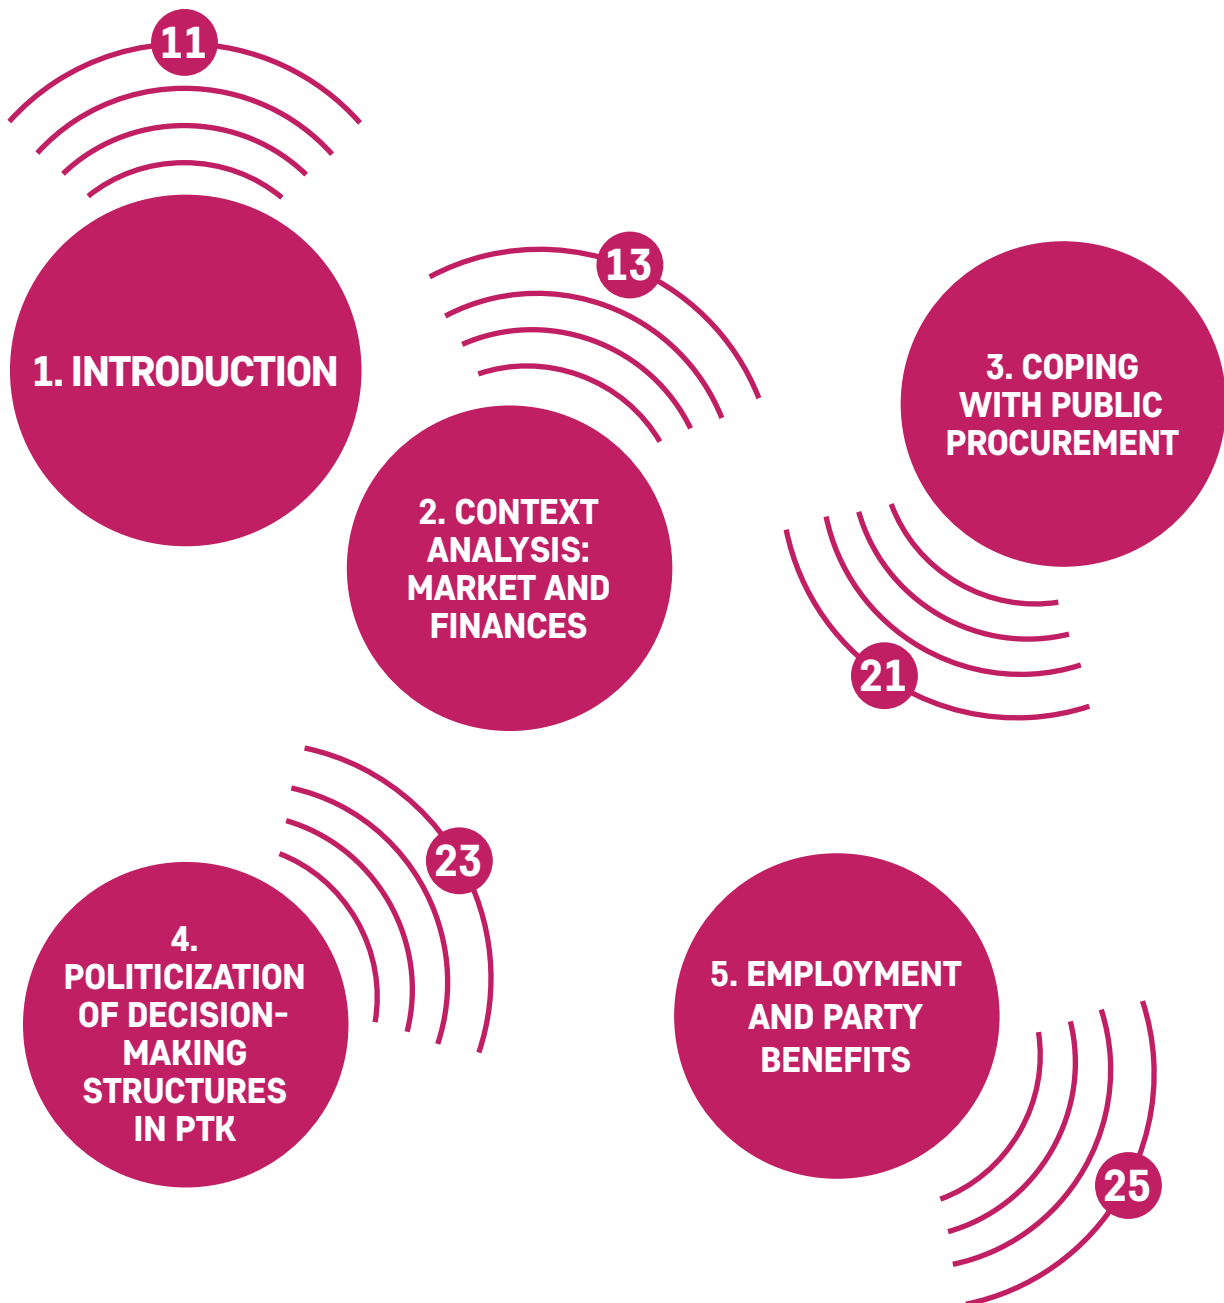 11
1. INTRODUCTION
13
2. CONTEXT
ANALYSIS:
MARKET AND
FINANCES
3. COPING
WITH PUBLIC
PROCUREMENT
21
4.
POLITICIZATION
OF DECISION-
MAKING
STRUCTURES
IN PTK
23
5. EMPLOYMENT
AND PARTY
BENEFITS
25